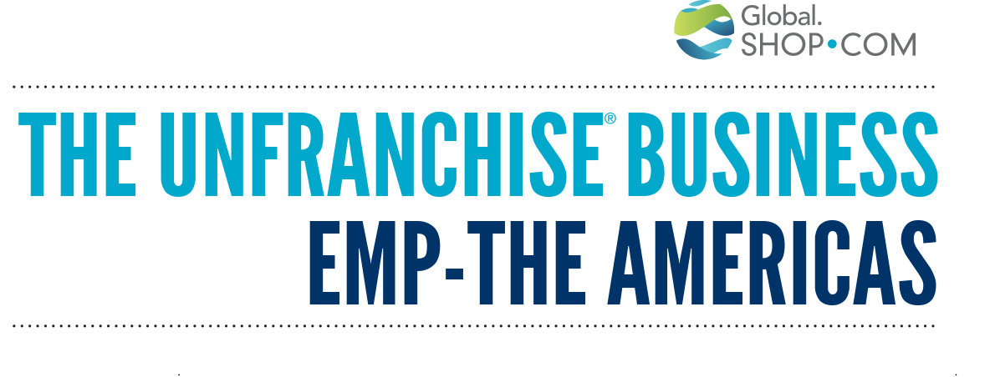 Global.
SHOP•COM
THE UNFRANCHISE® BUSINESS
EMP-THE AMERICAS